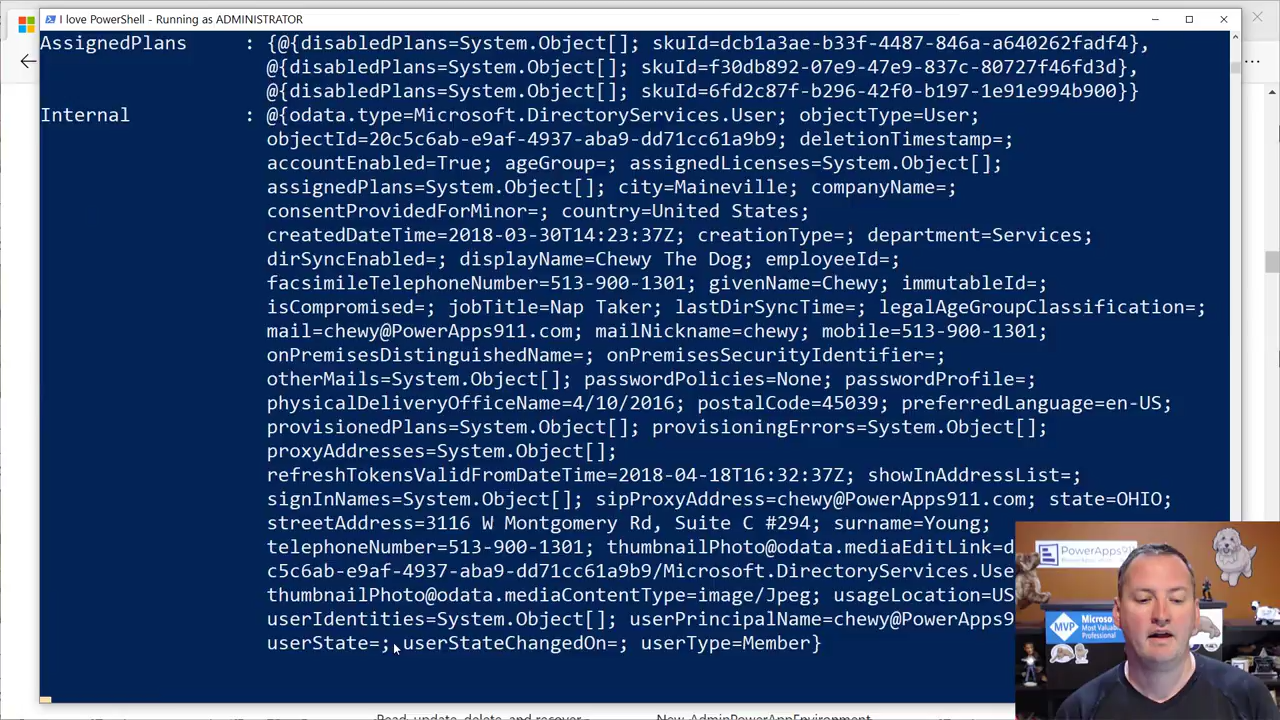 I love PowerShell - Running as ADMINISTRATOR
AssignedPlans : {@{disabledPlans=System.Object[]; skuId=dcb1a3ae-b33f-4487-846a-a640262fadf4},
@{disabledPlans=System.Object[]; skuId=f30db892-07e9-47e9-837c-80727f46fd3d},
@{disabledPlans=System.Object[]; skuId=6fd2c87f-b296-42f0-b197-1e91e994b900}}
Internal : @{odata.type=Microsoft.DirectoryServices.User; objectType=User;
objectId=20c5c6ab-e9af-4937-aba9-dd71cc61a9b9; deletionTimestamp=;
accountEnabled=True; ageGroup=; assignedLicenses=System.Object[];
assignedPlans=System.Object[]; city=Maineville; companyName=;
consentProvidedForMinor=; country=United States;
createdDateTime=2018-03-30T14:23:37Z; creationType=; department=Services;
dirSyncEnabled=; displayName=Chewy The Dog; employeeId=;
facsimileTelephoneNumber=513-900-1301; givenName=Chewy; immutableId=;
isCompromised=; jobTitle=Nap Taker; lastDirSyncTime=; legalAgeGroupClassification=;
mail=chewy@PowerApps911.com; mailNickname=chewy; mobile=513-900-1301;
onPremisesDistinguishedName=; onPremisesSecurityIdentifier=;
otherMails=System.Object[]; passwordPolicies=None; passwordProfile=;
physicalDeliveryOfficeName=4/10/2016; postalCode=45039; preferredLanguage=en-US;
provisionedPlans=System.Object[]; provisioningErrors=System.Object[];
proxyAddresses=System.Object[];
refreshTokensValidFromDateTime=2018-04-18T16:32:37Z; showInAddressList=;
signInNames=System.Object[]; sipProxyAddress=chewy@PowerApps911.com; state=OHIO;
streetAddress=3116 W Montgomery Rd, Suite C #294; surname=Young;
telephoneNumber=513-900-1301; thumbnailPhoto@odata.mediaEditLink=d
c5c6ab-e9af-4937-aba9-dd71cc61a9b9/Microsoft.DirectoryServices.Use
thumbnailPhoto@odata.mediaContentType=image/Jpeg; usageLocation=US
userIdentities=System.Object[]; userPrincipalName=chewy@PowerApps9
userState=; userStateChangedOn=; userType=Member}
PowerApps911
Microso
MVP Most Valua
Professional
Read, update, delete, and recover New-AdminPowerAppEnvironment